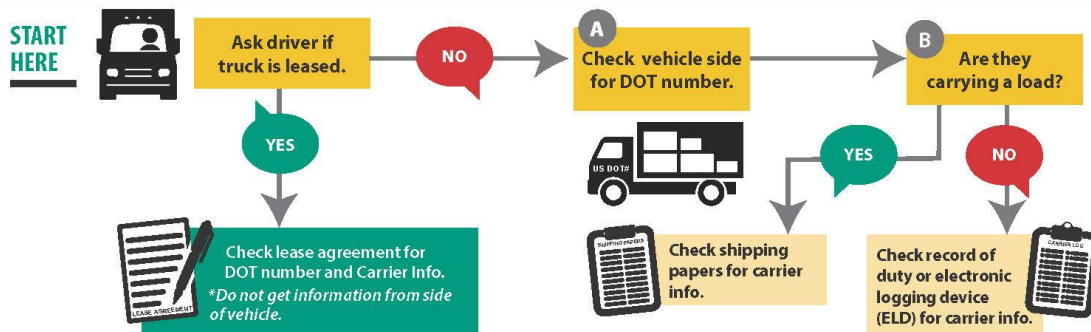 START
HERE
Ask driver if
truck is leased.
NO
A
Check vehicle side
for DOT number.
B
Are they
carrying a load?
YES
US DOT#
YES
NO
LEASE AGREEMENT
Check lease agreement for
DOT number and Carrier Info.
*Do not get information from side
of vehicle.
SHIPPING PAPERS
Check shipping
papers for carrier
info.
Check record of
duty or electronic
logging device
(ELD) for carrier info.
CARRIER LOG